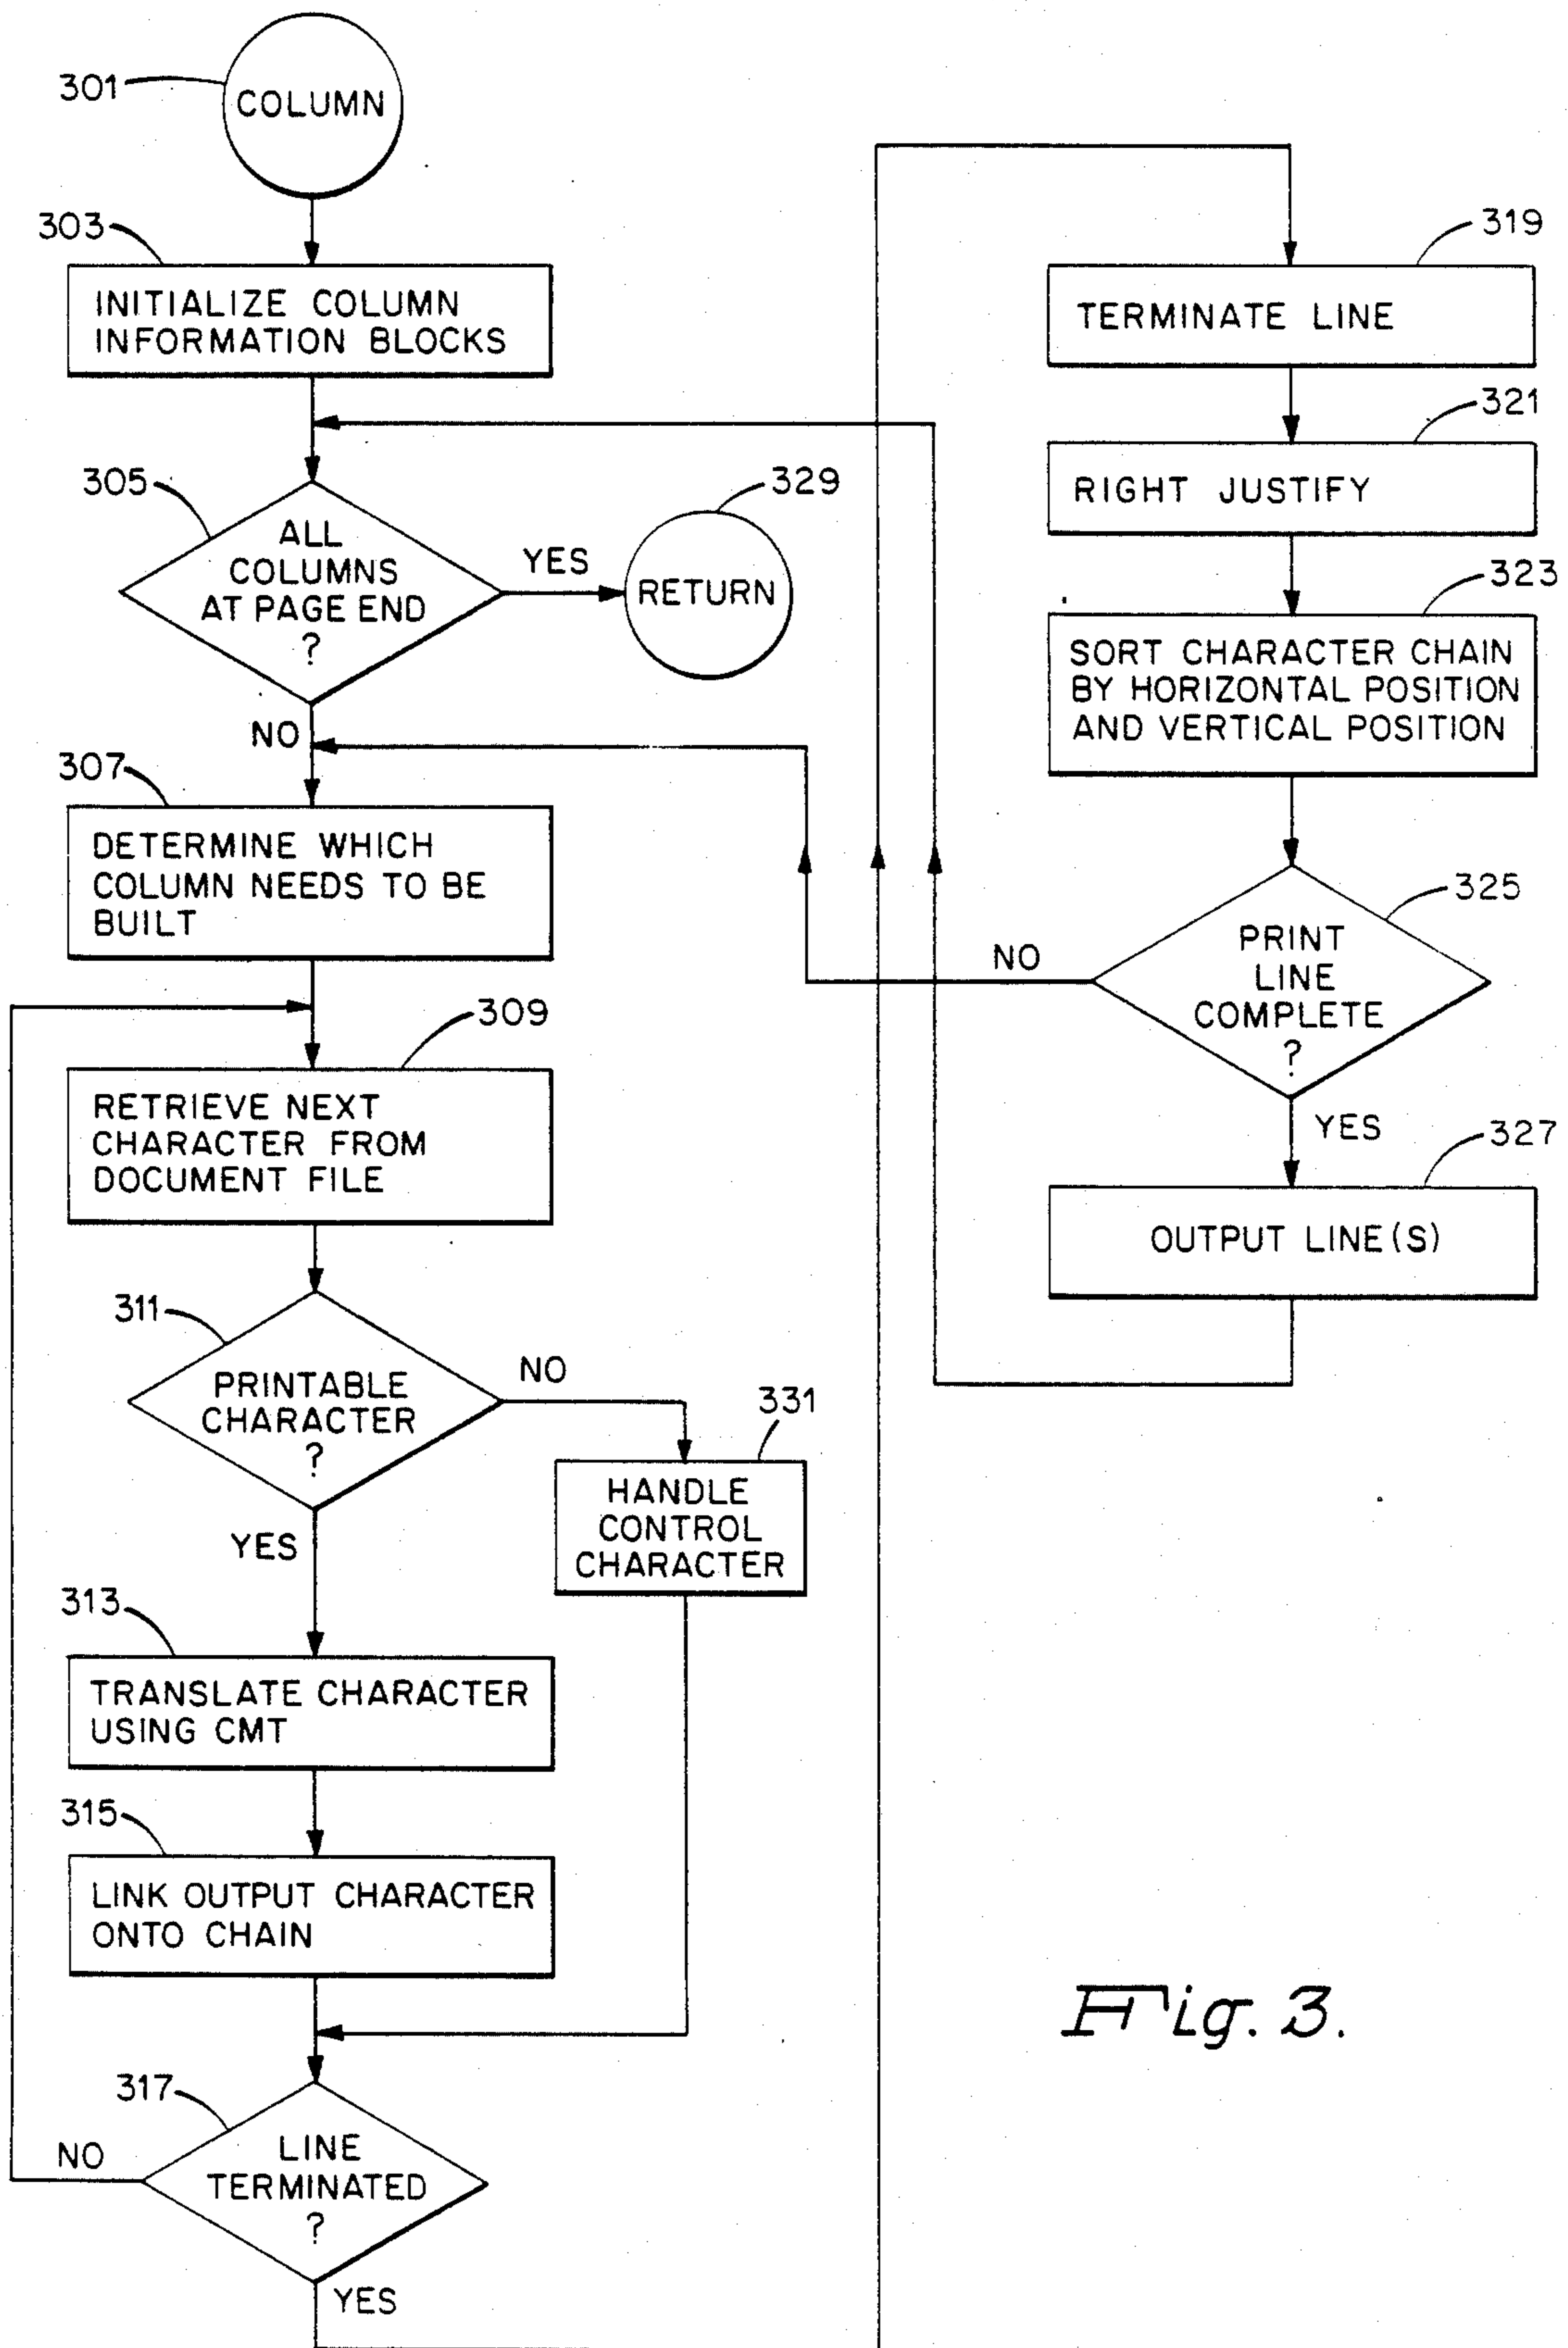 301
COLUMN
303
INITIALIZE COLUMN
INFORMATION BLOCKS
305
ALL
COLUMNS
AT PAGE END
?
YES
329
RETURN
NO
307
DETERMINE WHICH
COLUMN NEEDS TO BE
BUILT
309
RETRIEVE NEXT
CHARACTER FROM
DOCUMENT FILE
311
PRINTABLE
CHARACTER
?
NO
331
HANDLE
CONTROL
CHARACTER
YES
313
TRANSLATE CHARACTER
USING CMT
315
LINK OUTPUT CHARACTER
ONTO CHAIN
317
LINE
TERMINATED
?
NO
YES
319
TERMINATE LINE
321
RIGHT JUSTIFY
323
SORT CHARACTER CHAIN
BY HORIZONTAL POSITION
AND VERTICAL POSITION
325
PRINT
LINE
COMPLETE
?
NO
YES
327
OUTPUT LINE(S)
Fig. 3.